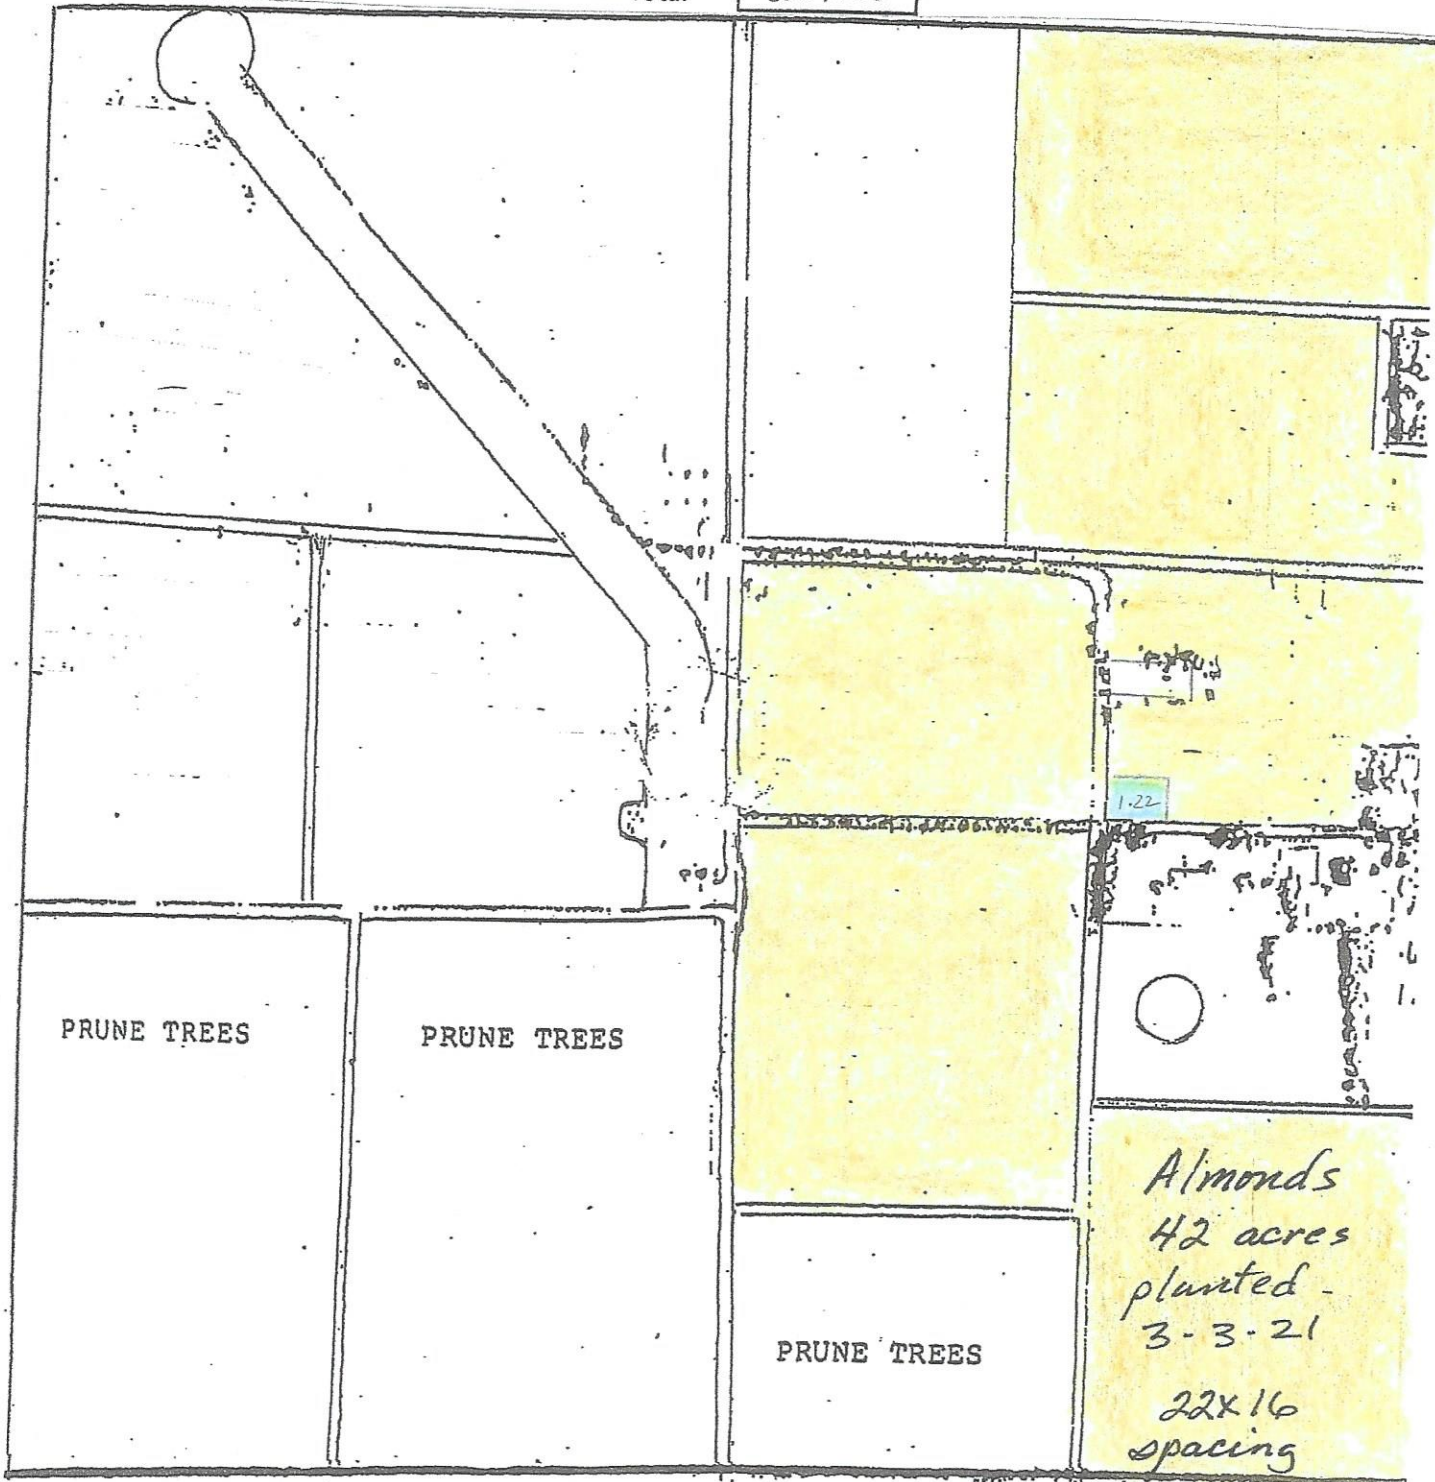 1.22
PRUNE TREES
PRUNE TREES
PRUNE TREES
Almonds
42 acres
planted -
3-3-21
22x16
spacing